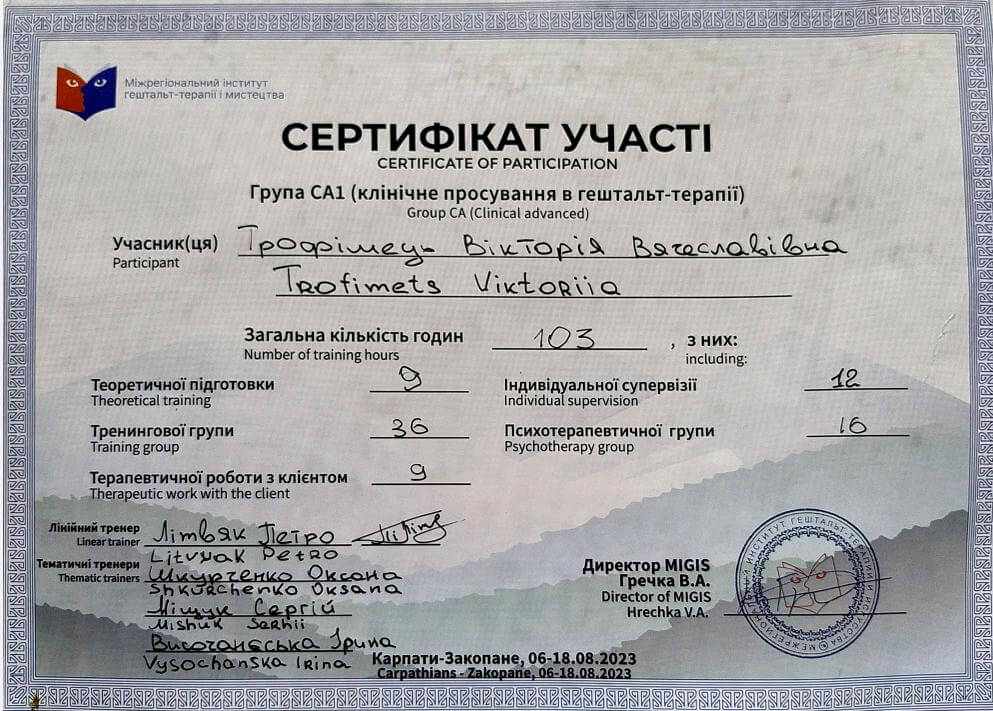 Міжрегіональний інститут
гештальт-терапії і мистецтва
СЕРТИФІКАТ УЧАСТІ
CERTIFICATE OF PARTICIPATION
Група СА1 (клінічне просування в гештальт-терапії)
Group CA (Clinical advanced)
Учасник(ця) Трофімець Вікторія Вячеславівна
Participant
Trofimets Viktoriia
Загальна кількість годин 103 , з них:
Number of training hours including:
Теоретичної підготовки 9
Theoretical training
Індивідуальної супервізії 12
Individual supervision
Тренингової групи 36
Training group
Психотерапевтичної групи 16
Psychotherapy group
Терапевтичної роботи з клієнтом 9
Therapeutic work with the client
Лінійний тренер Літвяк Петро
Linear trainer
Litvyak Petro
Тематичні тренери Шкурченко Оксана
Thematic trainers Shkurchenko Oksana
Міщук Сергій
Mishuk Serhii
Височанська Ірина
Vysochanska Irina
Директор MIGIS
Гречка В.А.
Director of MIGIS
Hrechka V.A.
Карпати-Закопане, 06-18.08.2023
Carpathians - Zakopane, 06-18.08.2023